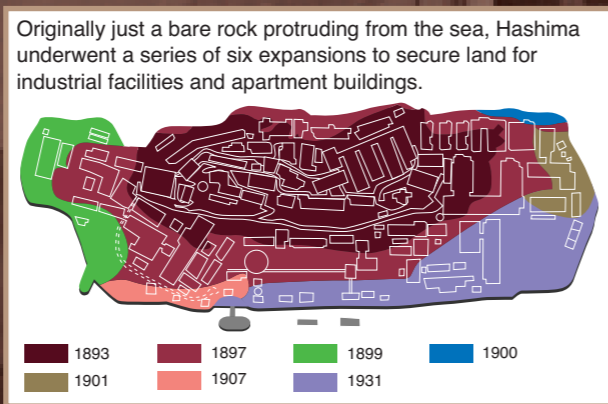 Originally just a bare rock protruding from the sea, Hashima
underwent a series of six expansions to secure land for
industrial facilities and apartment buildings.
1893 1897 1899 1900
1901 1907 1931